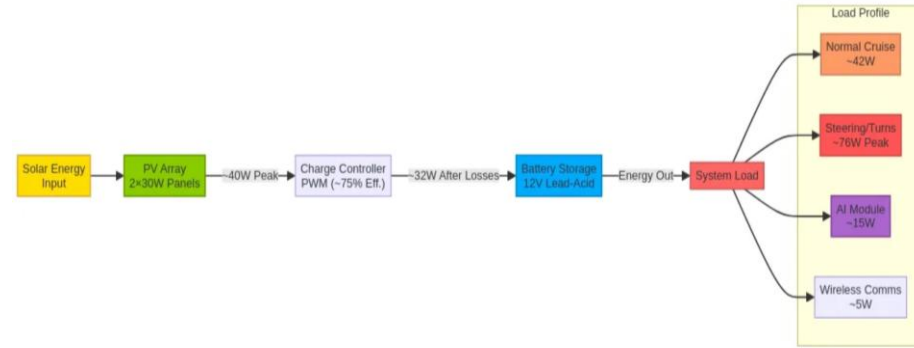 Load Profile
Normal Cruise
~42W
Steering/Turns
~76W Peak
Solar Energy
Input
PV Array
2×30W Panels
~40W Peak
Charge Controller
PWM (~75% Eff.)
~32W After Losses
Battery Storage
12V Lead-Acid
Energy Out
System Load
AI Module
~15W
Wireless Comms
~5W